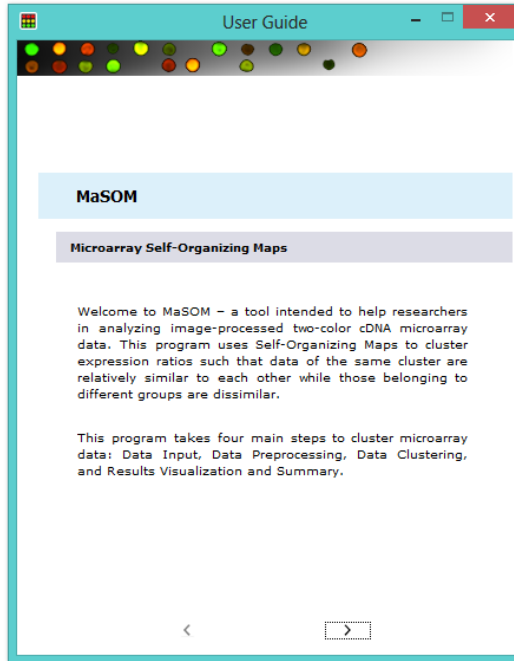 User Guide
MaSOM
Microarray Self-Organizing Maps
Welcome to MaSOM – a tool intended to help researchers
in analyzing image-processed two-color cDNA microarray
data. This program uses Self-Organizing Maps to cluster
expression ratios such that data of the same cluster are
relatively similar to each other while those belonging to
different groups are dissimilar.
This program takes four main steps to cluster microarray
data: Data Input, Data Preprocessing, Data Clustering,
and Results Visualization and Summary.